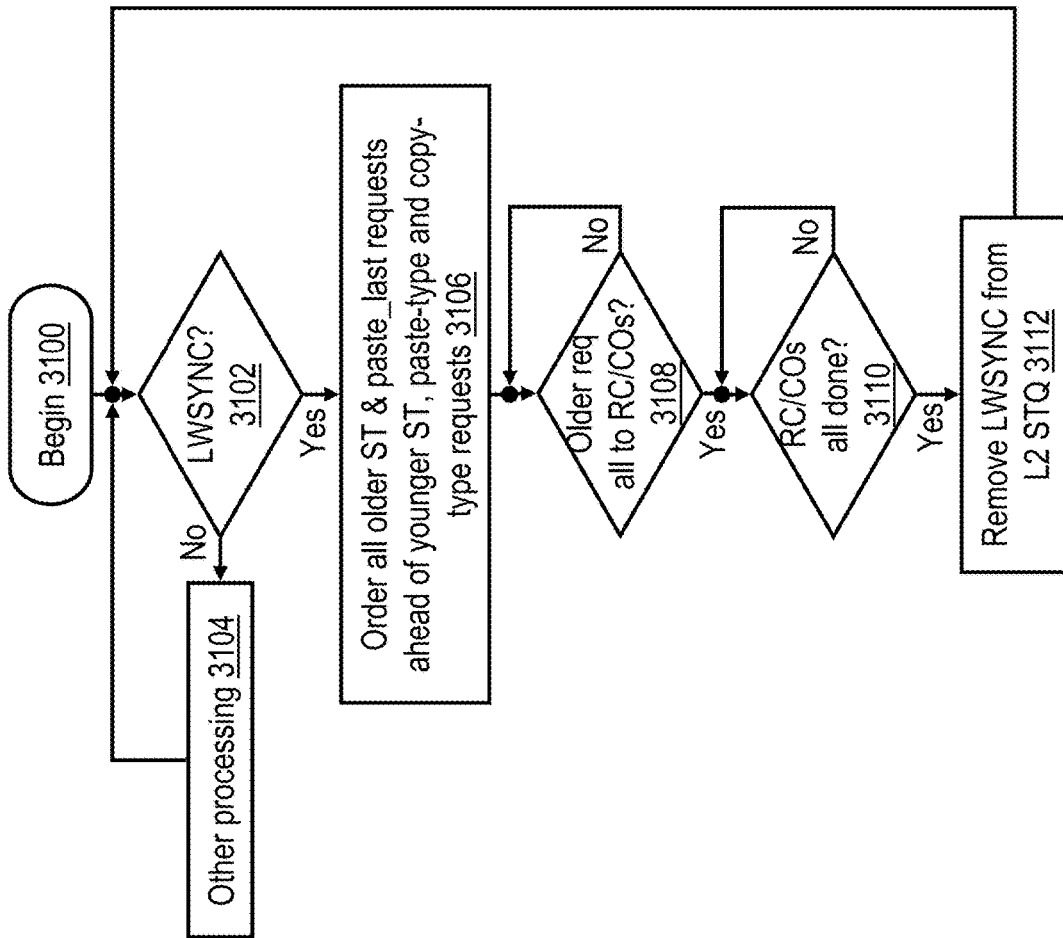 Begin 3100
LWSYNC?
3102
No
Yes
Other processing 3104
Order all older ST & paste_last requests
ahead of younger ST, paste-type and copy-
type requests 3106
Older req
all to RC/COs?
3108
No
Yes
RC/COs
all done?
3110
No
Yes
Remove LWSYNC from
L2 STQ 3112